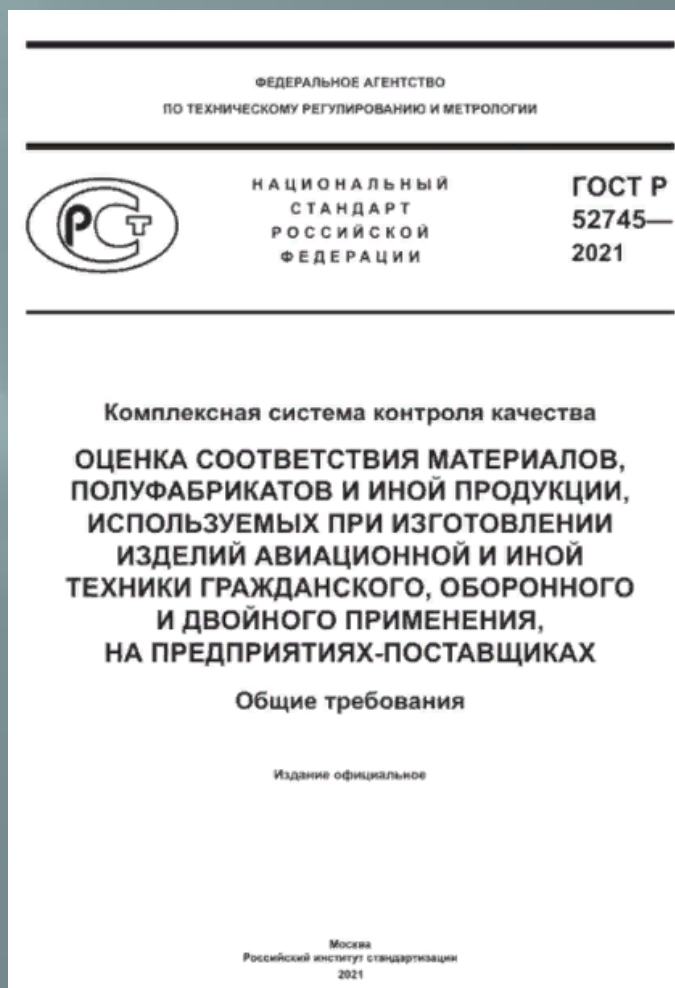 ФЕДЕРАЛЬНОЕ АГЕНТСТВО
ПО ТЕХНИЧЕСКОМУ РЕГУЛИРОВАНИЮ И МЕТРОЛОГИИ
РСТ
НАЦИОНАЛЬНЫЙ
СТАНДАРТ
РОССИЙСКОЙ
ФЕДЕРАЦИИ
ГОСТ Р
52745—
2021
Комплексная система контроля качества
ОЦЕНКА СООТВЕТСТВИЯ МАТЕРИАЛОВ,
ПОЛУФАБРИКАТОВ И ИНОЙ ПРОДУКЦИИ,
ИСПОЛЬЗУЕМЫХ ПРИ ИЗГОТОВЛЕНИИ
ИЗДЕЛИЙ АВИАЦИОННОЙ И ИНОЙ
ТЕХНИКИ ГРАЖДАНСКОГО, ОБОРОННОГО
И ДВОЙНОГО ПРИМЕНЕНИЯ,
НА ПРЕДПРИЯТИЯХ-ПОСТАВЩИКАХ
Общие требования
Издание официальное
Москва
Российский институт стандартизации
2021